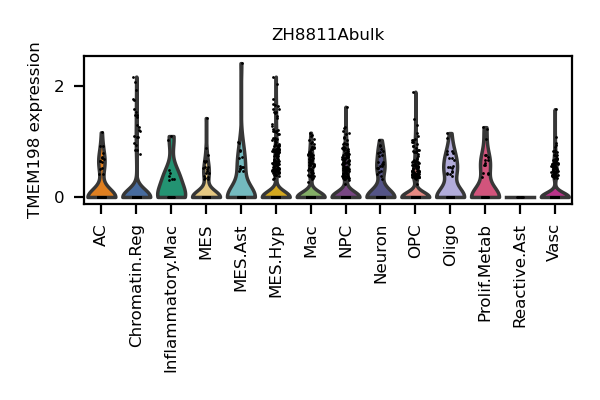 ZH8811Abulk
TMEM198 expression
2
0
AC
Chromatin.Reg
Inflammatory.Mac
MES
MES.Ast
MES.Hyp
Mac
NPC
Neuron
OPC
Oligo
Prolif.Metab
Reactive.Ast
Vasc